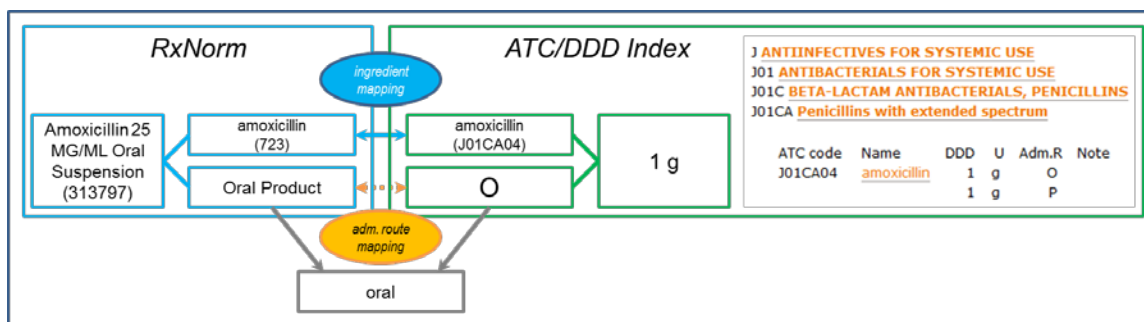 RxNorm
ATC/DDD Index
ingredient
mapping
Amoxicillin 25
MG/ML Oral
Suspension
(313797)
amoxicillin
(723)
Oral Product
amoxicillin
(J01CA04)
O
1 g
adm. route
mapping
oral
J ANTIINFECTIVES FOR SYSTEMIC USE
J01 ANTIBACTERIALS FOR SYSTEMIC USE
J01C BETA-LACTAM ANTIBACTERIALS, PENICILLINS
J01CA Penicillins with extended spectrum
ATC code Name DDD U Adm.R Note
J01CA04 amoxicillin 1 g O
1 g P